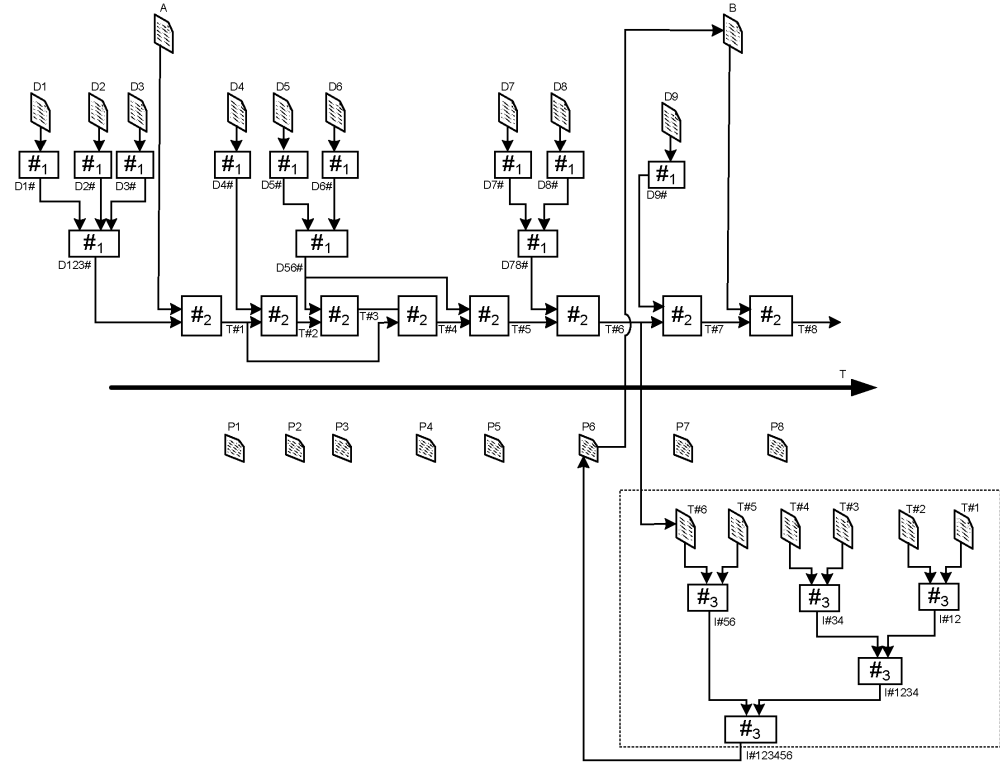 A
B
D1
D2
D3
D4
D5
D6
D7
D8
D9
#1
#1
#1
#1
#1
#1
#1
#1
#1
D1#
D2#
D3#
D4#
D5#
D6#
D7#
D8#
D9#
#1
#1
#1
D123#
D56#
D78#
#2
#2
#2
#2
#2
#2
#2
#2
T#1
T#2
T#3
T#4
T#5
T#6
T#7
T#8
T
P1
P2
P3
P4
P5
P6
P7
P8
T#6
T#5
T#4
T#3
T#2
T#1
#3
#3
#3
I#56
I#34
I#12
#3
I#1234
#3
I#123456